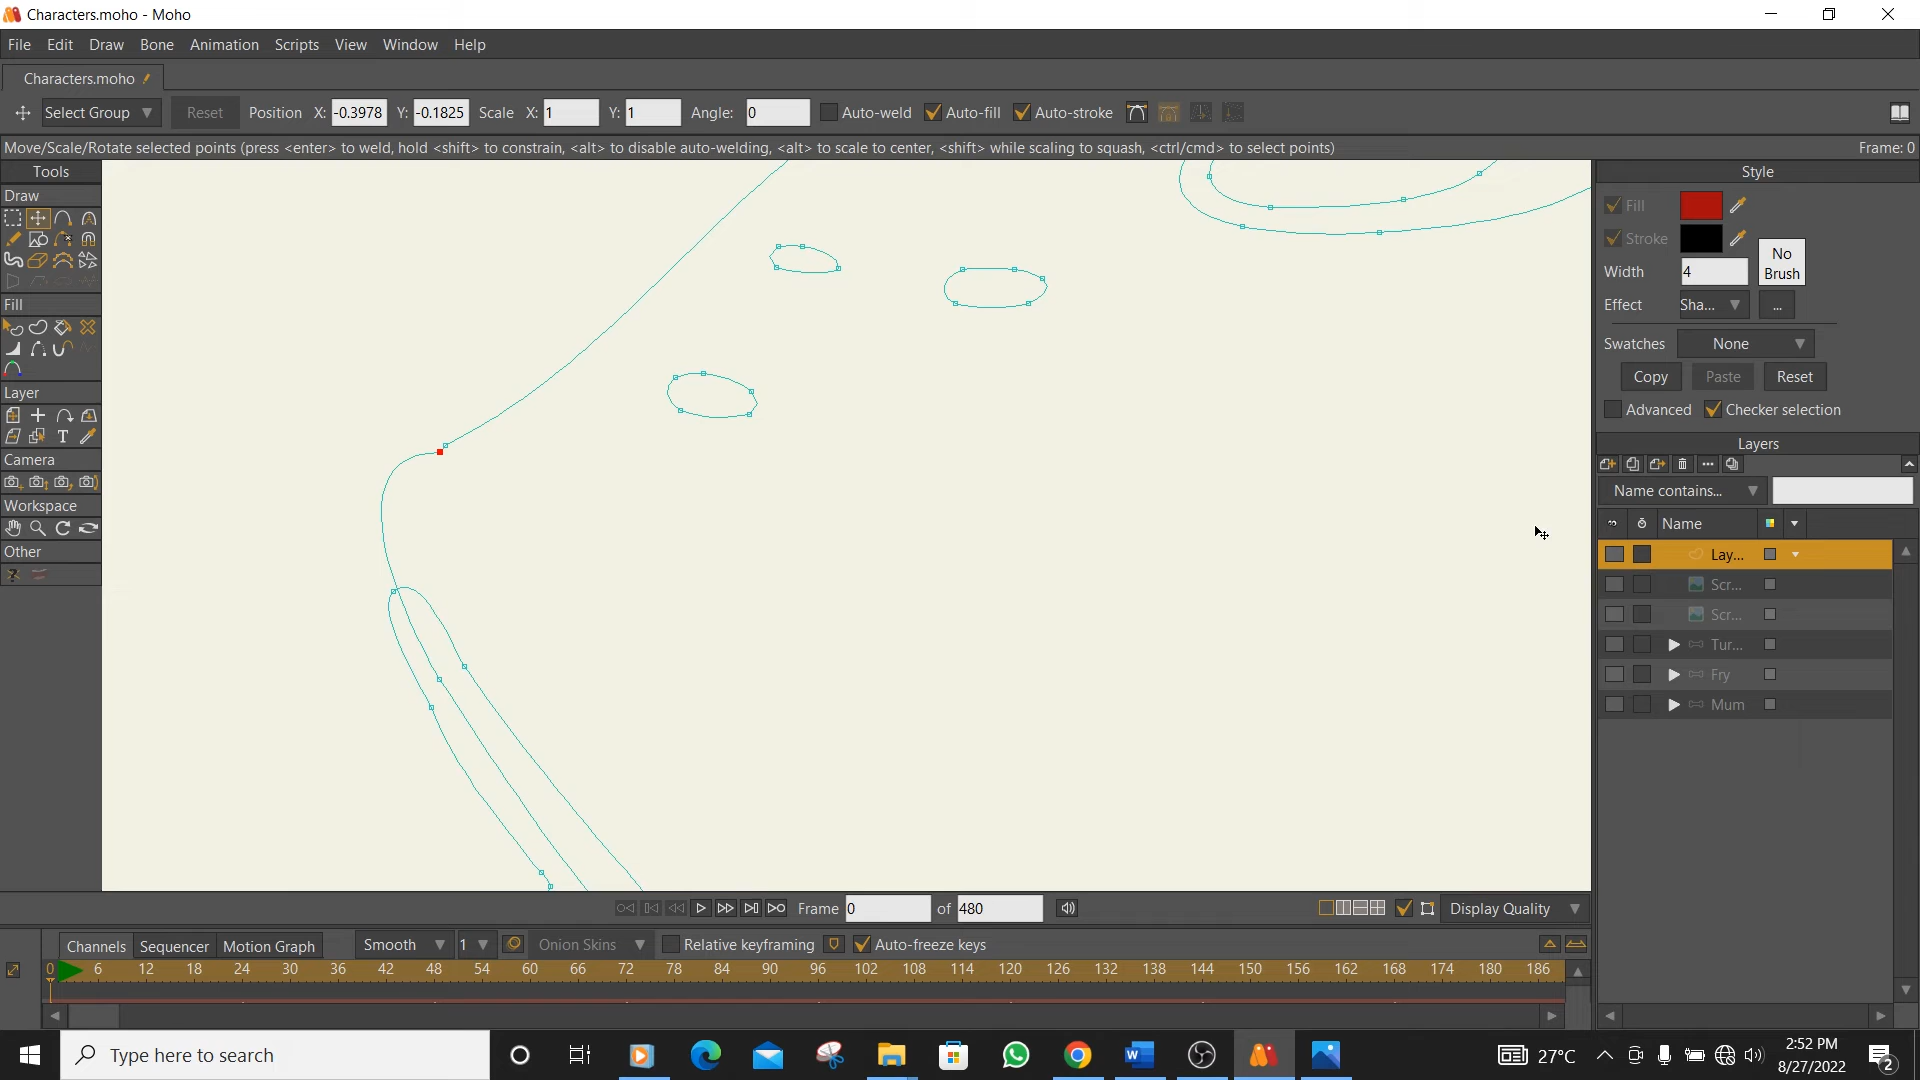 Characters.moho - Moho
File Edit Draw Bone Animation Scripts View Window Help
Characters.moho
Select Group Reset Position X: -0.3978 Y: -0.1825 Scale X: 1 Y: 1 Angle: 0 Auto-weld Auto-fill Auto-stroke
Move/Scale/Rotate selected points (press <enter> to weld, hold <shift> to constrain, <alt> to disable auto-welding, <alt> to scale to center, <shift> while scaling to squash, <ctrl/cmd> to select points) Frame: 0
Tools
Draw
Fill
Layer
T
Camera
Workspace
Other
Style
Fill
Stroke
No Brush
Width 4
Effect Sha... ...
Swatches None
Copy Paste Reset
Advanced Checker selection
Layers
Name contains...
Name
Lay...
Scr...
Scr...
Tur...
Fry
Mum
Frame 0 of 480 Display Quality
Channels Sequencer Motion Graph Smooth 1 Onion Skins Relative keyframing Auto-freeze keys
0 6 12 18 24 30 36 42 48 54 60 66 72 78 84 90 96 102 108 114 120 126 132 138 144 150 156 162 168 174 180 186
Type here to search 27°C 2:52 PM
8/27/2022 2